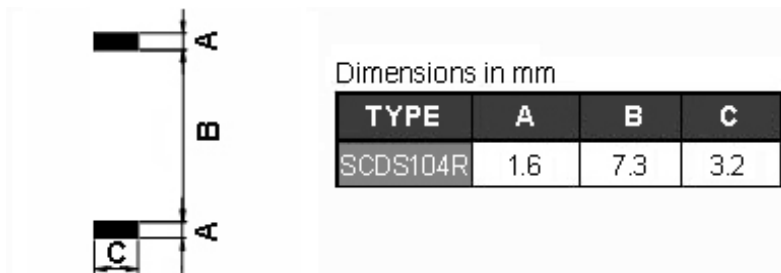 A
B
A
C
Dimensions in mm
TYPE A B C
SCDS104R 1.6 7.3 3.2